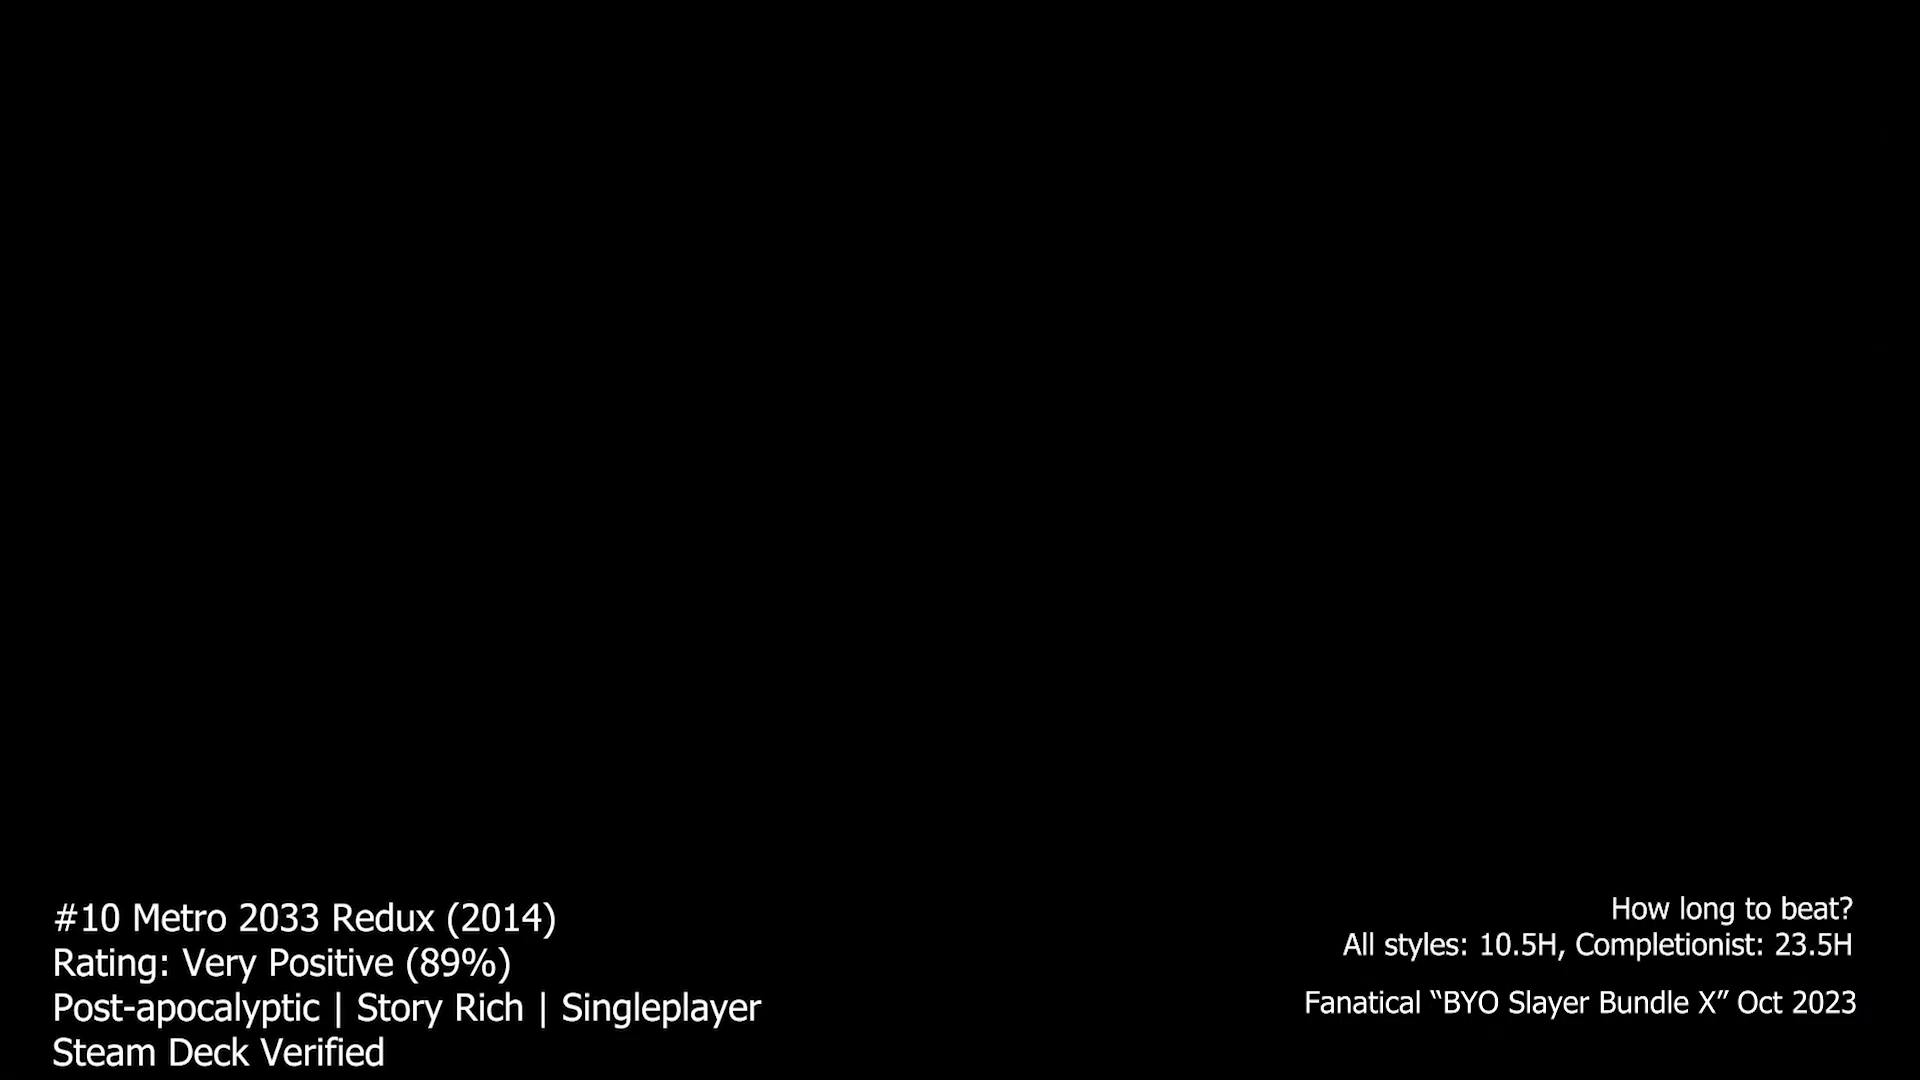 #10 Metro 2033 Redux (2014)
Rating: Very Positive (89%)
Post-apocalyptic | Story Rich | Singleplayer
Steam Deck Verified
How long to beat?
All styles: 10.5H, Completionist: 23.5H
Fanatical “BYO Slayer Bundle X” Oct 2023